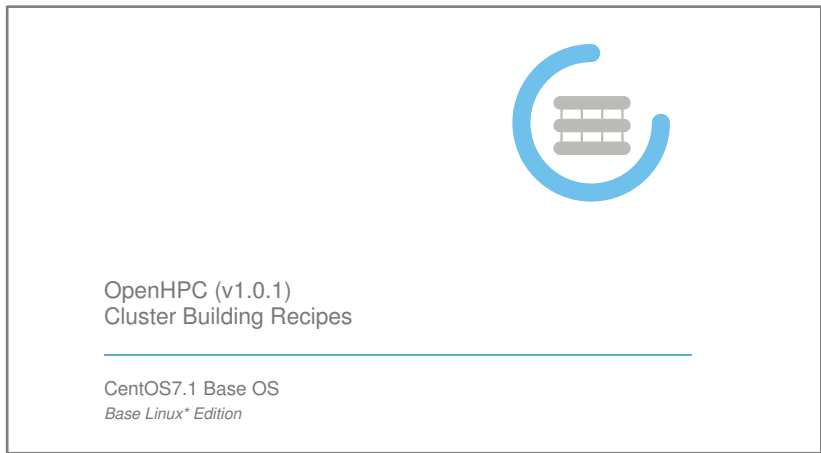 OpenHPC (v1.0.1)
Cluster Building Recipes
CentOS7.1 Base OS
Base Linux* Edition